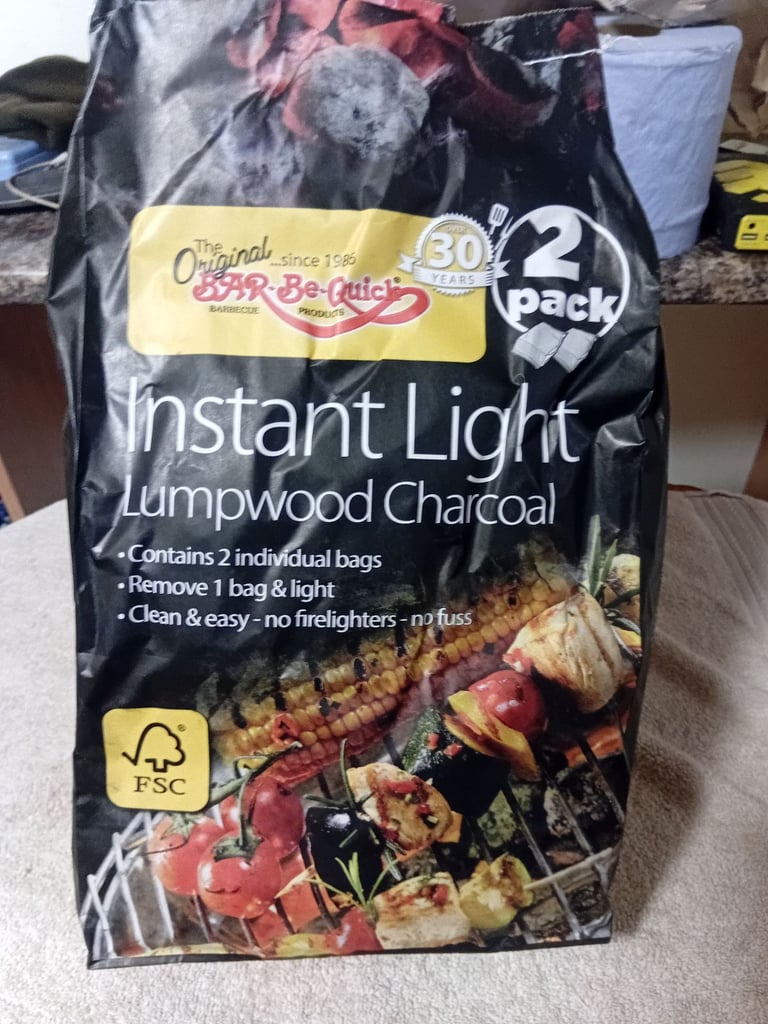 The
Original ...since 1986
BAR-Be-Quick
BARBECUE PRODUCTS
OVER
30
YEARS
2
pack
Instant Light
Lumpwood Charcoal
• Contains 2 individual bags
• Remove 1 bag & light
• Clean & easy - no firelighters - no fuss
®
FSC